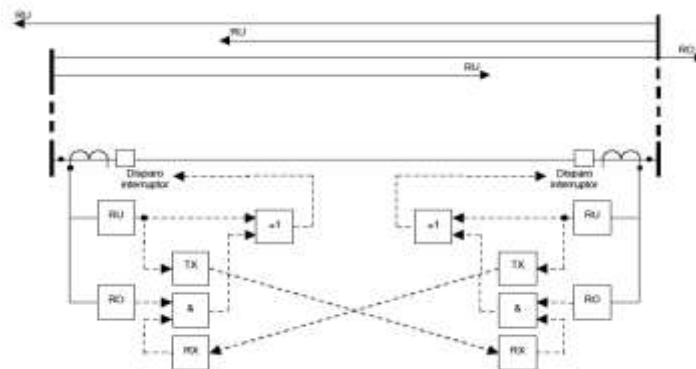 RU
RU
RO
RU
Disparo
interruptor
Disparo
interruptor
RU
=1
=1
RU
TX
TX
RO
&
&
RO
RX
RX